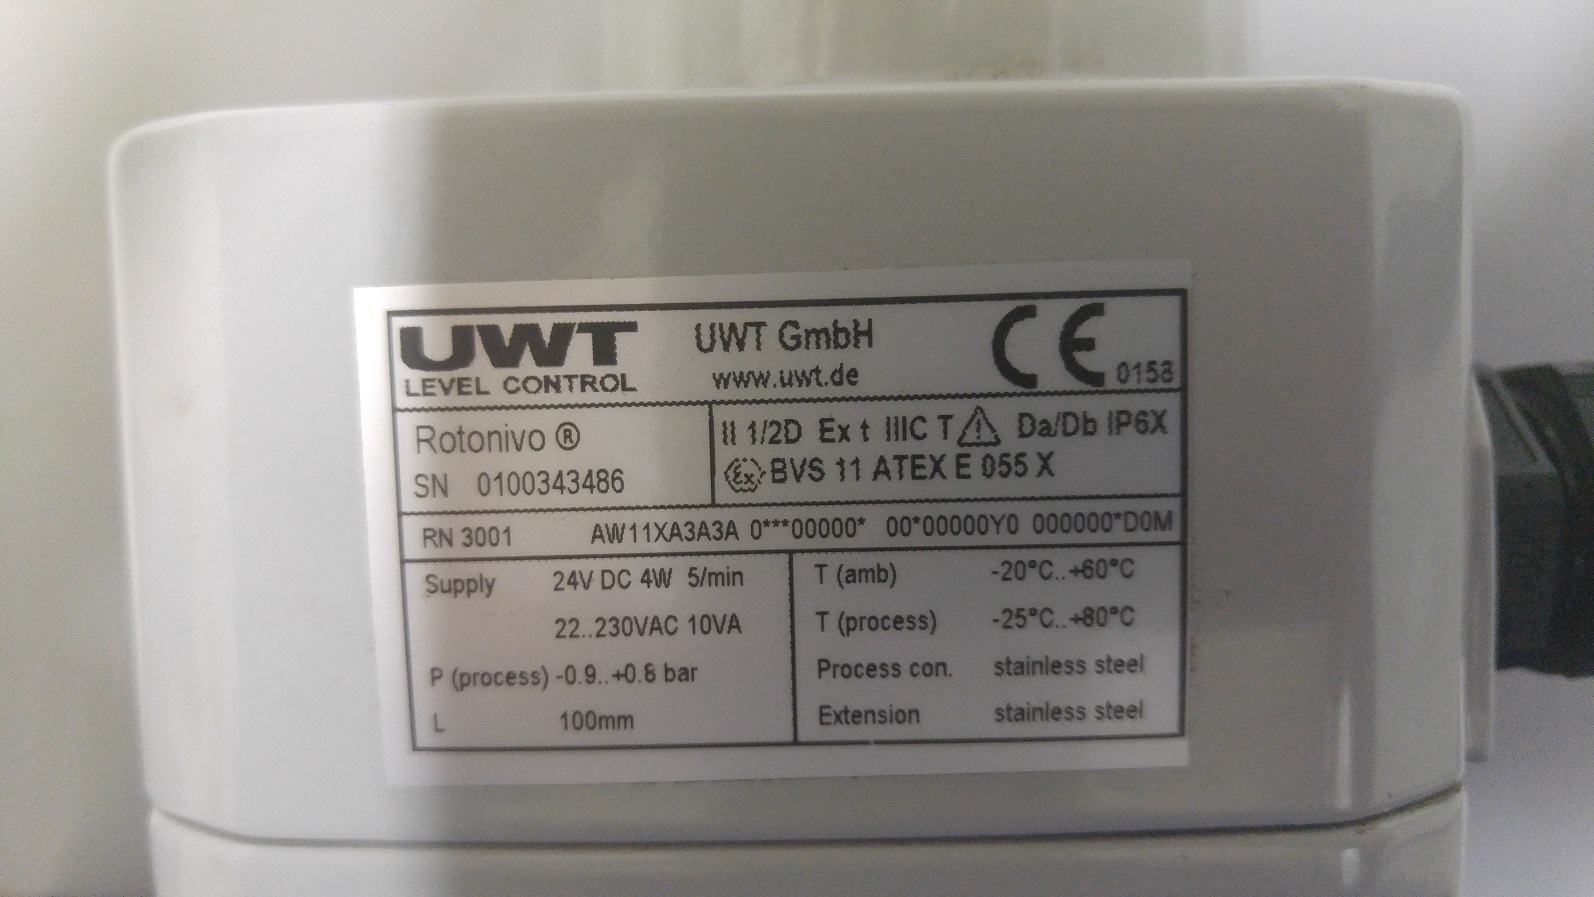 UWT
LEVEL CONTROL
UWT GmbH
www.uwt.de
CE 0158
Rotonivo ®
SN 0100343486
II 1/2D Ex t IIIC T Da/Db IP6X
Ex BVS 11 ATEX E 055 X
RN 3001 AW11XA3A3A 0***00000* 00*00000Y0 000000*D0M
Supply 24V DC 4W 5/min
22..230VAC 10VA
P (process) -0.9..+0.8 bar
L 100mm
T (amb) -20°C..+60°C
T (process) -25°C..+80°C
Process con. stainless steel
Extension stainless steel